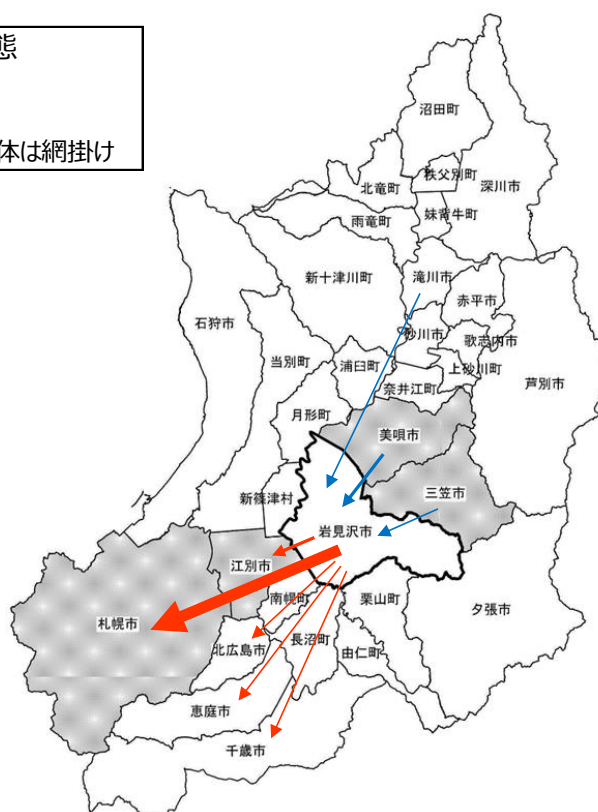 態
体は網掛け
沼田町
秩父別町
北竜町
深川市
妹背牛町
雨竜町
新十津川町
滝川市
赤平市
石狩市
砂川市
歌志内市
当別町
浦臼町
上砂川町
奈井江町
芦別市
月形町
美唄市
三笠市
新篠津村
岩見沢市
江別市
南幌町
栗山町
夕張市
札幌市
北広島市
長沼町
由仁町
恵庭市
千歳市